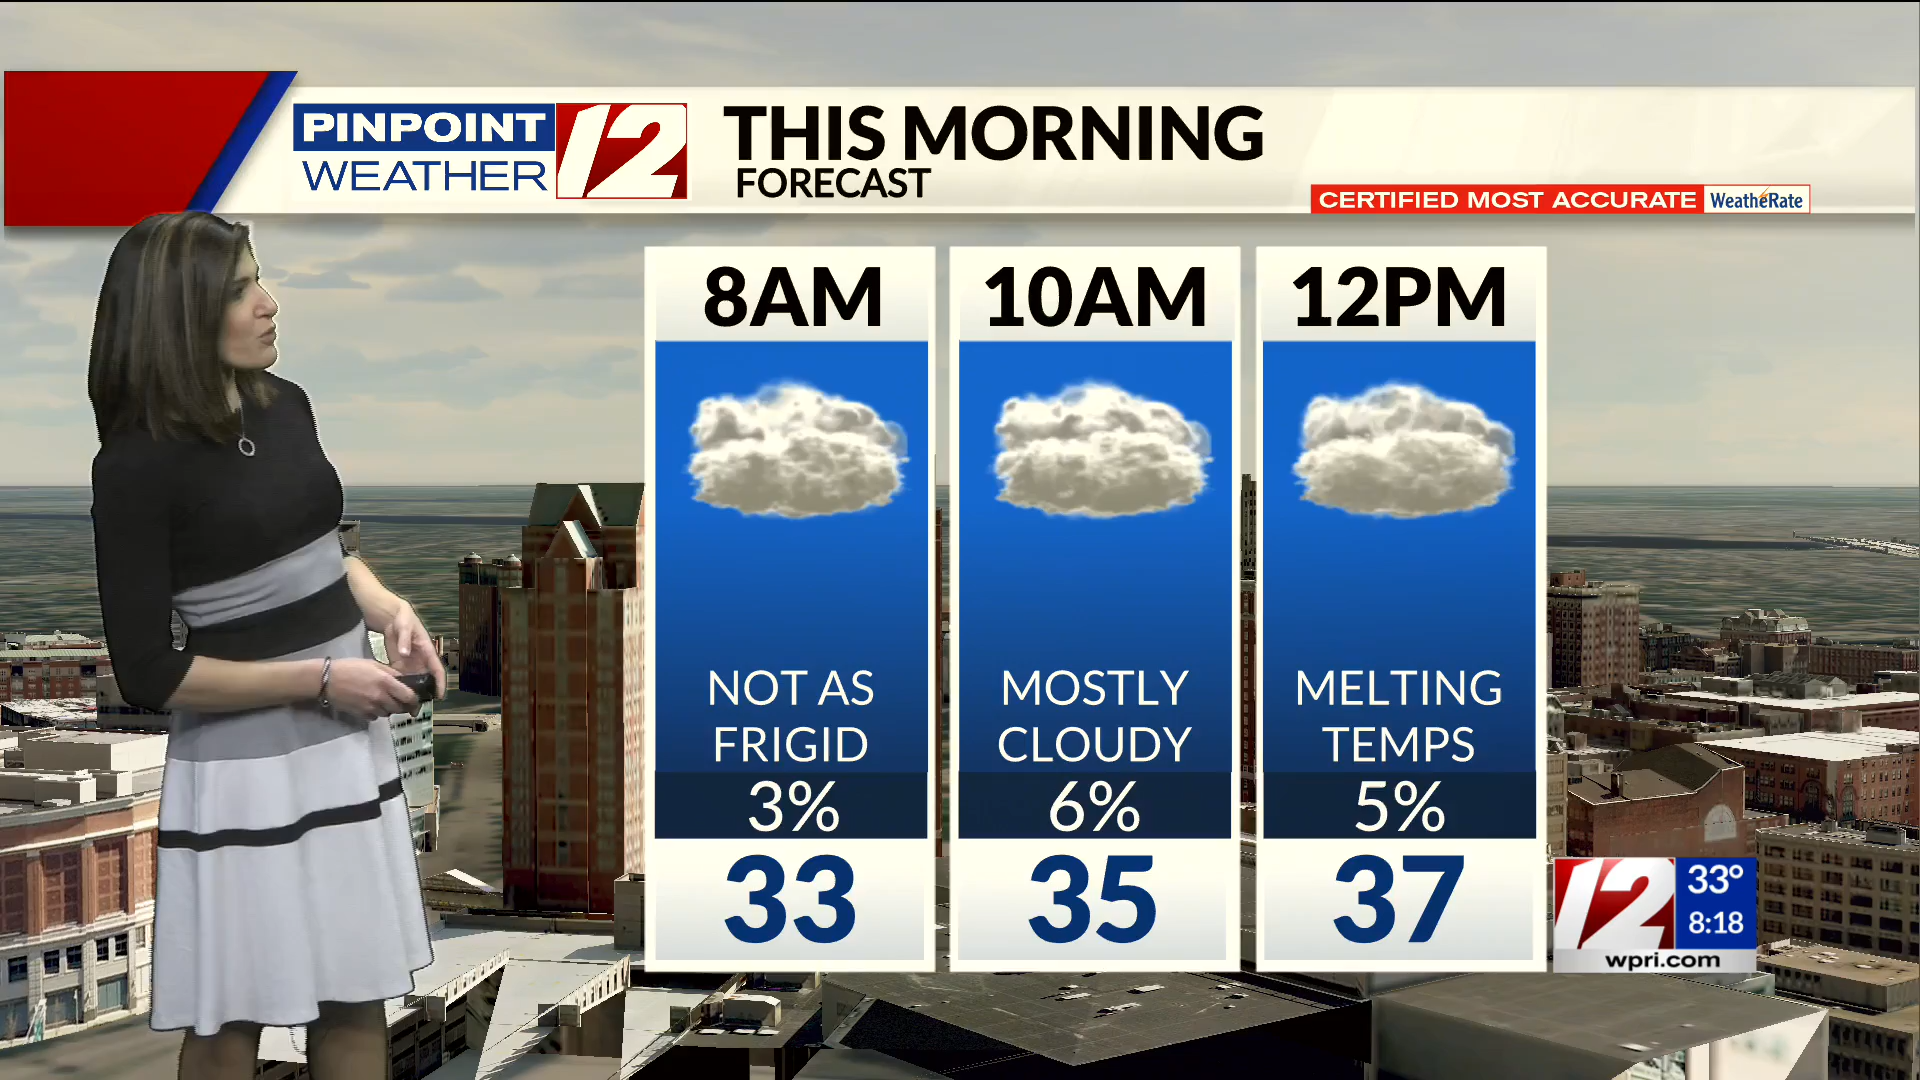 PINPOINT
WEATHER
12
THIS MORNING
FORECAST
CERTIFIED MOST ACCURATE WeatheRate
8AM
NOT AS
FRIGID
3%
33
10AM
MOSTLY
CLOUDY
6%
35
12PM
MELTING
TEMPS
5%
37
12
33°
8:18
wpri.com